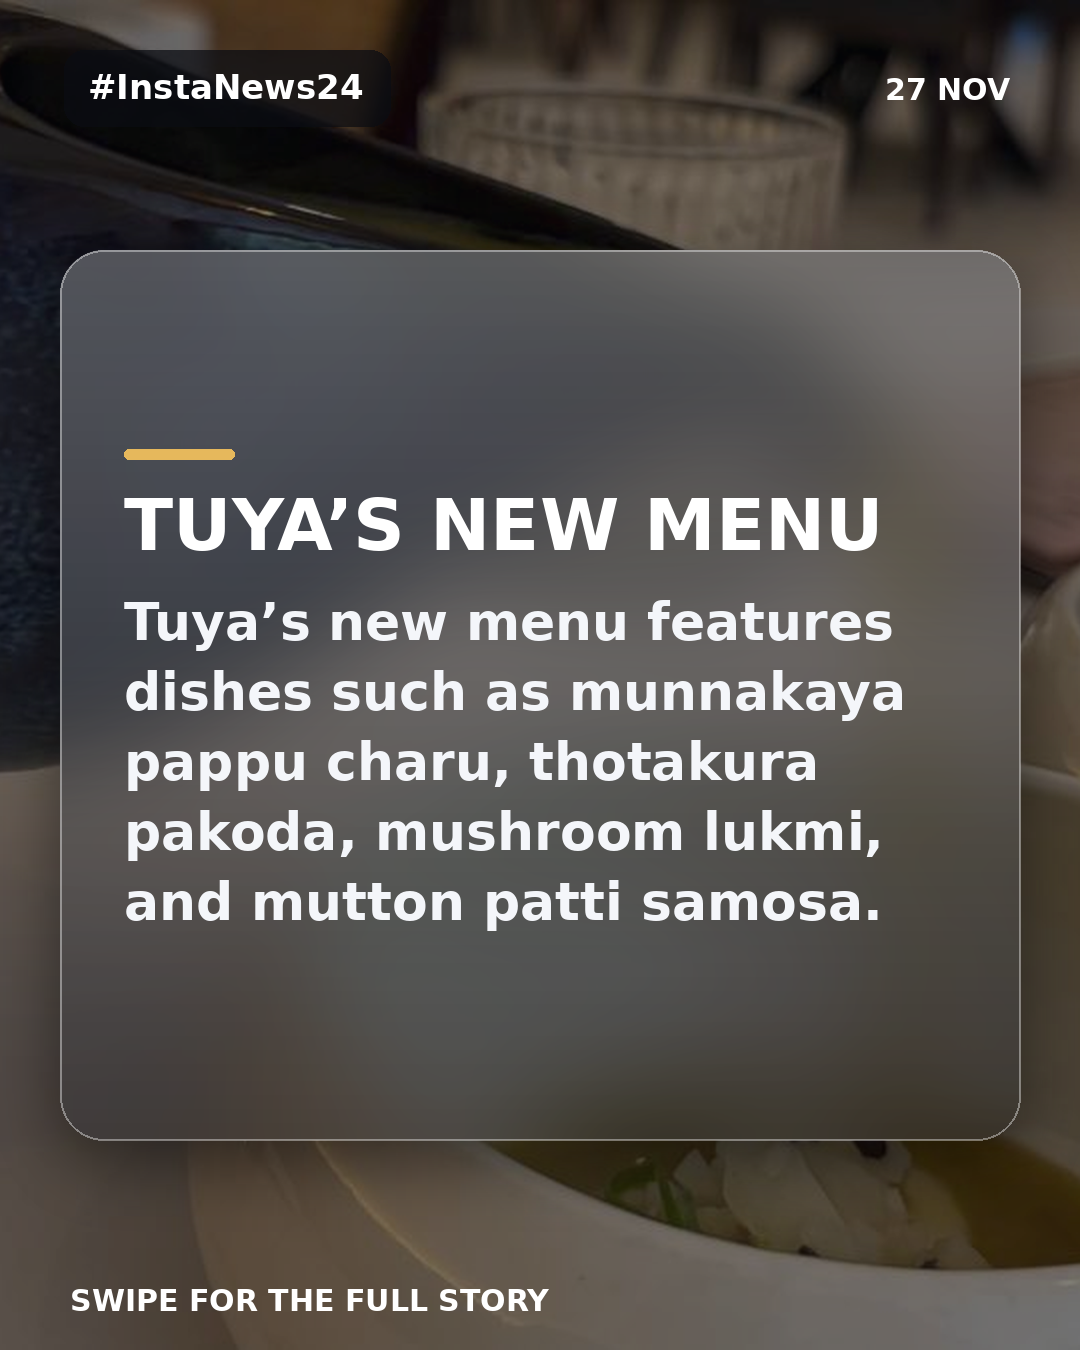 #InstaNews24
27 NOV
TUYA’S NEW MENU
Tuya’s new menu features
dishes such as munnakaya
pappu charu, thotakura
pakoda, mushroom lukmi,
and mutton patti samosa.
SWIPE FOR THE FULL STORY